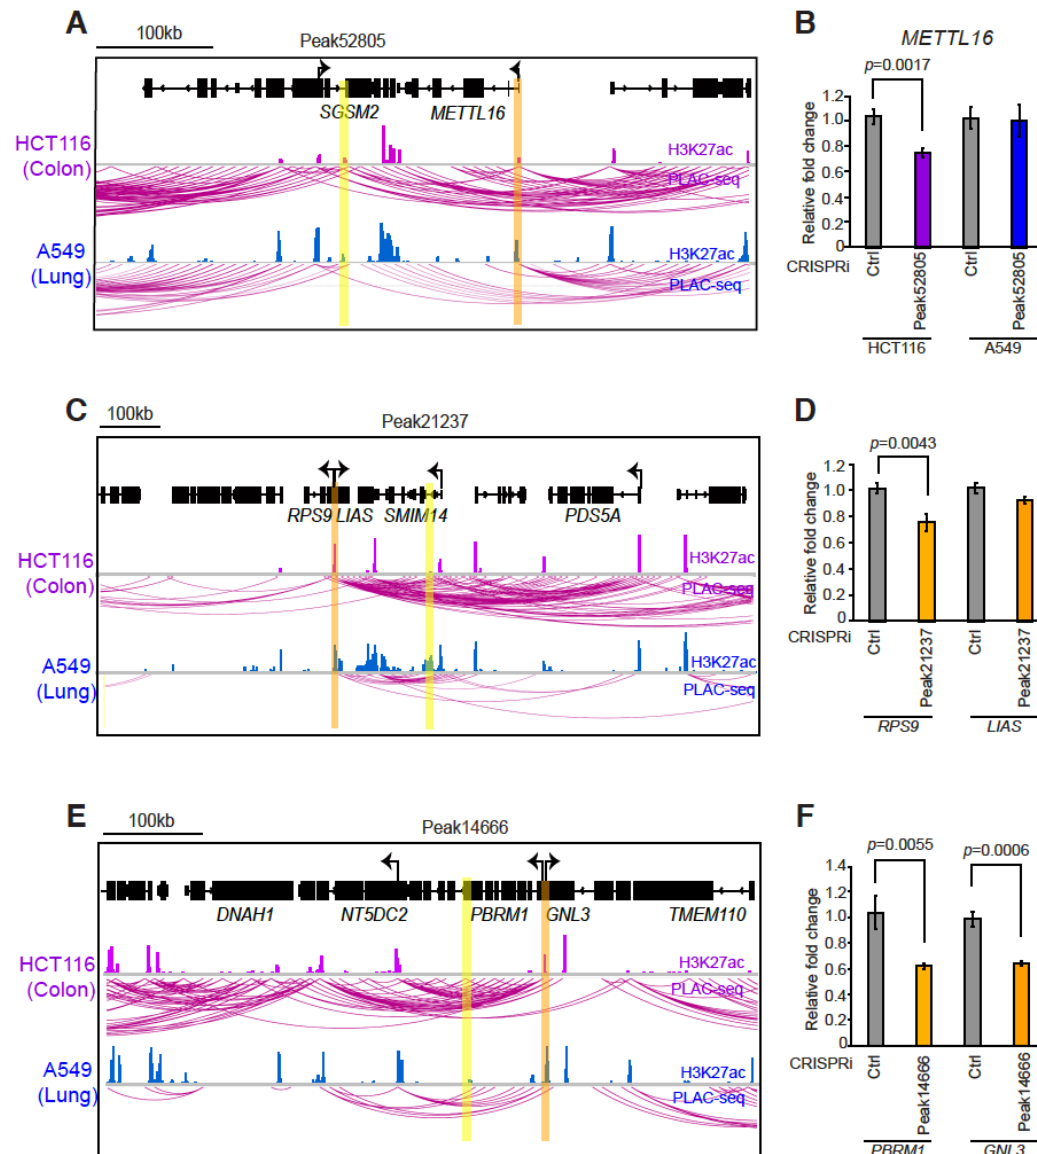 A
100kb
Peak52805
SGSM2
METTL16
HCT116
(Colon)
H3K27ac
PLAC-seq
A549
(Lung)
H3K27ac
PLAC-seq
B
METTL16
p=0.0017
Relative fold change
1.2
1.0
0.8
0.6
0.4
0.2
0
CRISPRi
Ctrl
Peak52805
Ctrl
Peak52805
HCT116
A549
C
100kb
Peak21237
RPS9 LIAS
SMIM14
PDS5A
HCT116
(Colon)
H3K27ac
PLAC-seq
A549
(Lung)
H3K27ac
PLAC-seq
D
p=0.0043
Relative fold change
1.2
1.0
0.8
0.6
0.4
0.2
0
CRISPRi
Ctrl
Peak21237
Ctrl
Peak21237
RPS9
LIAS
E
100kb
Peak14666
DNAH1
NT5DC2
PBRM1
GNL3
TMEM110
HCT116
(Colon)
H3K27ac
PLAC-seq
A549
(Lung)
H3K27ac
PLAC-seq
F
p=0.0055
p=0.0006
Relative fold change
1.4
1.2
1.0
0.8
0.6
0.4
0.2
0
CRISPRi
Ctrl
Peak14666
Ctrl
Peak14666
PBRM1
GNL3